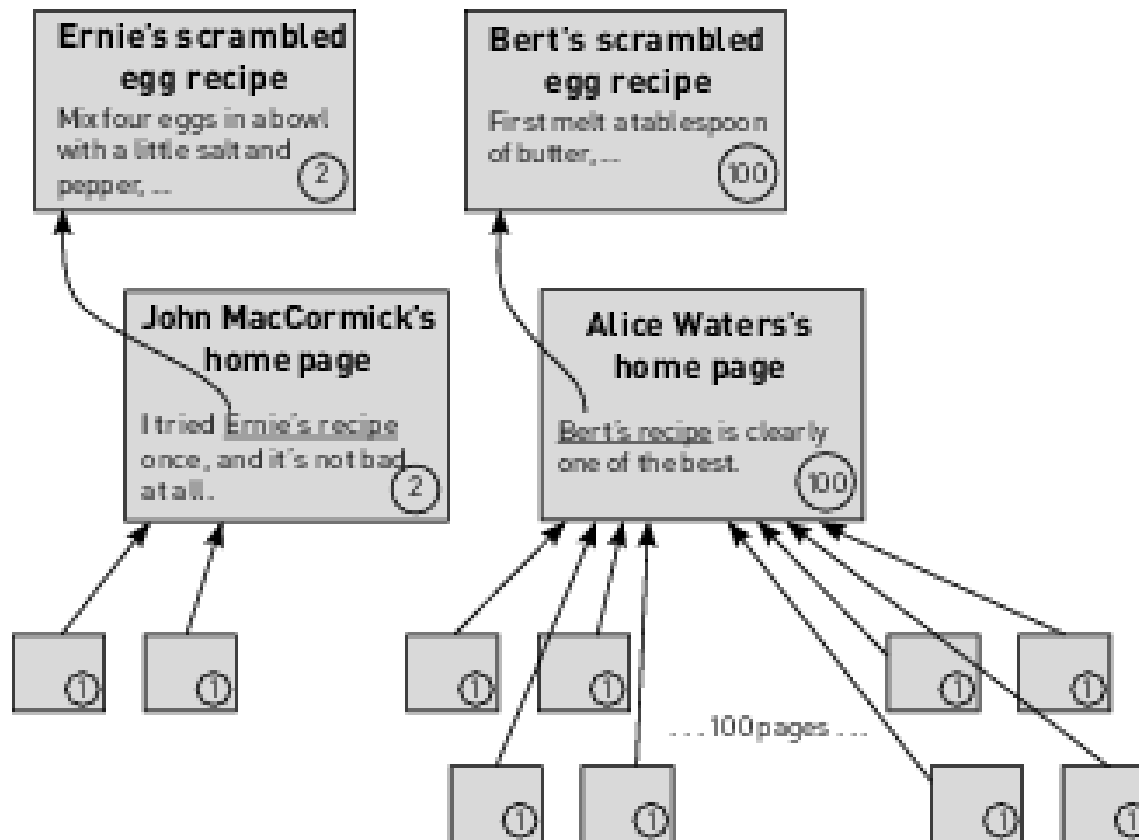 Ernie's scrambled
egg recipe
Mix four eggs in a bowl
with a little salt and
pepper, ...
2
Bert's scrambled
egg recipe
First melt a tablespoon
of butter, ...
100
John MacCormick's
home page
I tried Ernie's recipe
once, and it's not bad
at all.
2
Alice Waters's
home page
Bert's recipe is clearly
one of the best.
100
1
1
1
1
1
1
. . . 100 pages . . .
1
1
1
1